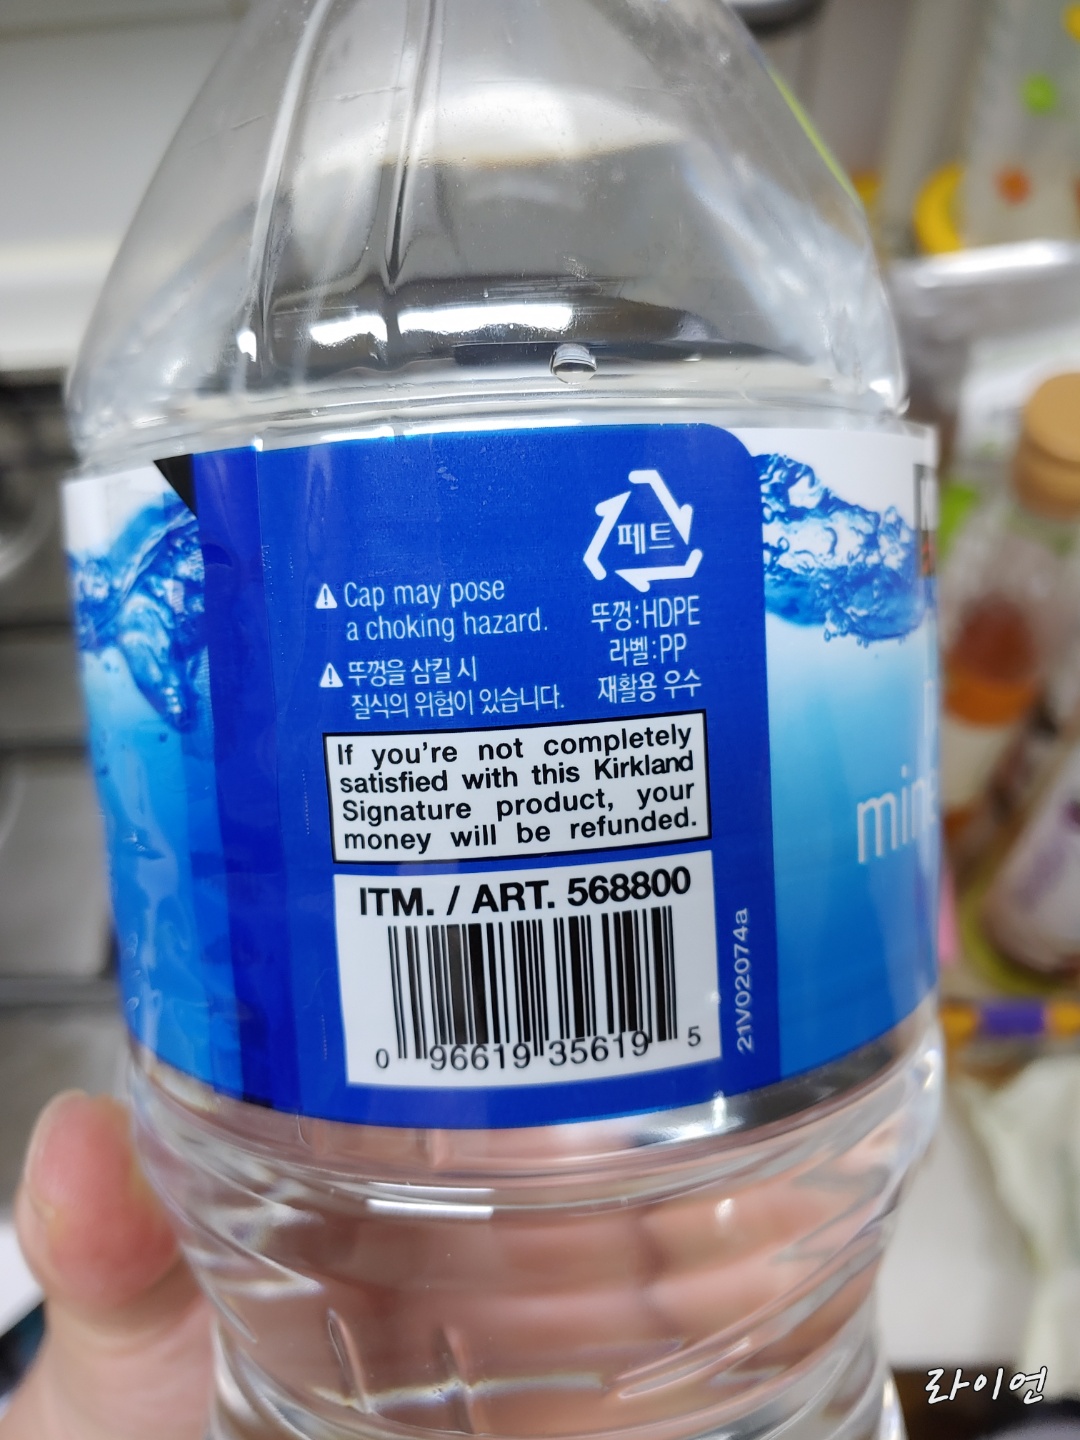 페트
뚜껑:HDPE
라벨:PP
재활용 우수
Cap may pose
a choking hazard.
뚜껑을 삼킬 시
질식의 위험이 있습니다.
If you're not completely
satisfied with this Kirkland
Signature product, your
money will be refunded.
ITM. / ART. 568800
0 96619 35619 5
21V02074a
라이언